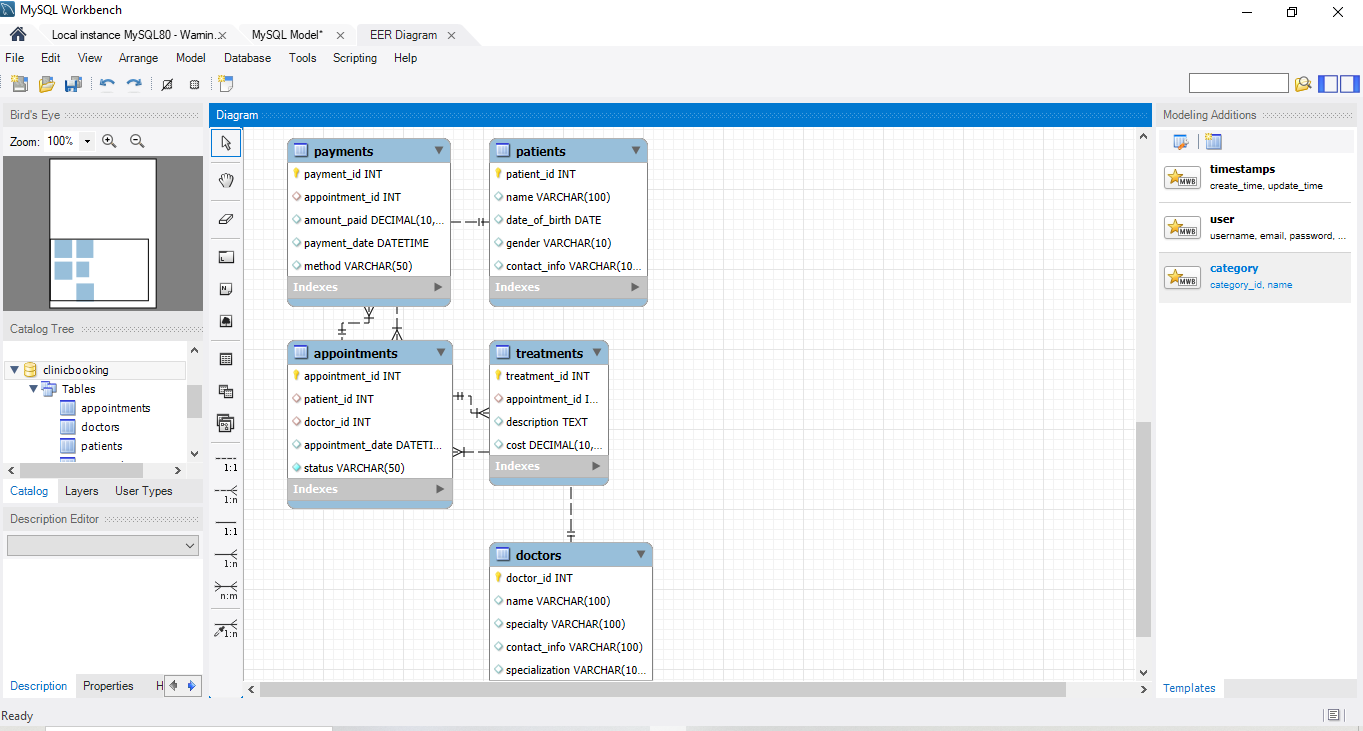 MySQL Workbench
Local instance MySQL80 - Warnin...
MySQL Model*
EER Diagram
File Edit View Arrange Model Database Tools Scripting Help
Bird's Eye
Zoom: 100%
Diagram
payments
payment_id INT
appointment_id INT
amount_paid DECIMAL(10,...
payment_date DATETIME
method VARCHAR(50)
Indexes
patients
patient_id INT
name VARCHAR(100)
date_of_birth DATE
gender VARCHAR(10)
contact_info VARCHAR(10...
Indexes
appointments
appointment_id INT
patient_id INT
doctor_id INT
appointment_date DATETI...
status VARCHAR(50)
Indexes
treatments
treatment_id INT
appointment_id I...
description TEXT
cost DECIMAL(10,...
Indexes
doctors
doctor_id INT
name VARCHAR(100)
specialty VARCHAR(100)
contact_info VARCHAR(100)
specialization VARCHAR(10...
1:1
1:n
1:1
1:n
n:m
1:n
Catalog Tree
clinicbooking
Tables
appointments
doctors
patients
Catalog Layers User Types
Description Editor
Description Properties H
Modeling Additions
MWB
timestamps
create_time, update_time
MWB
user
username, email, password, ...
MWB
category
category_id, name
Templates
Ready